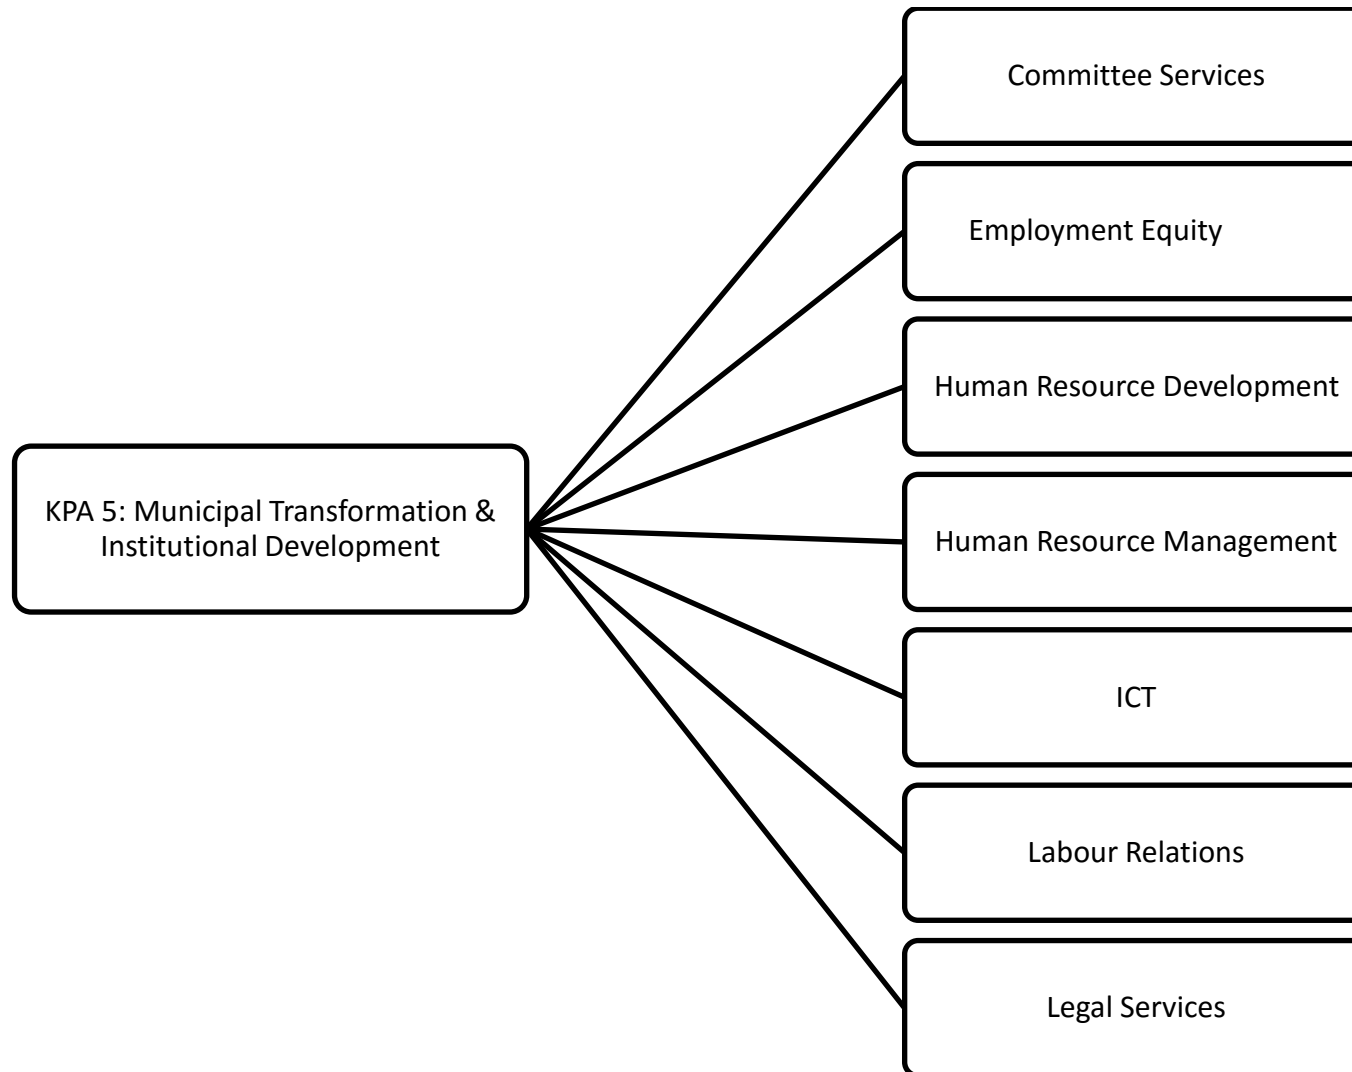 Committee Services
Employment Equity
Human Resource Development
KPA 5: Municipal Transformation &
Institutional Development
Human Resource Management
ICT
Labour Relations
Legal Services